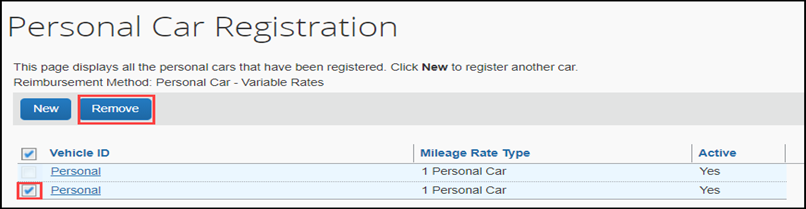 Personal Car Registration
This page displays all the personal cars that have been registered. Click New to register another car.
Reimbursement Method: Personal Car - Variable Rates
New Remove
Vehicle ID Mileage Rate Type Active
Personal 1 Personal Car Yes
Personal 1 Personal Car Yes